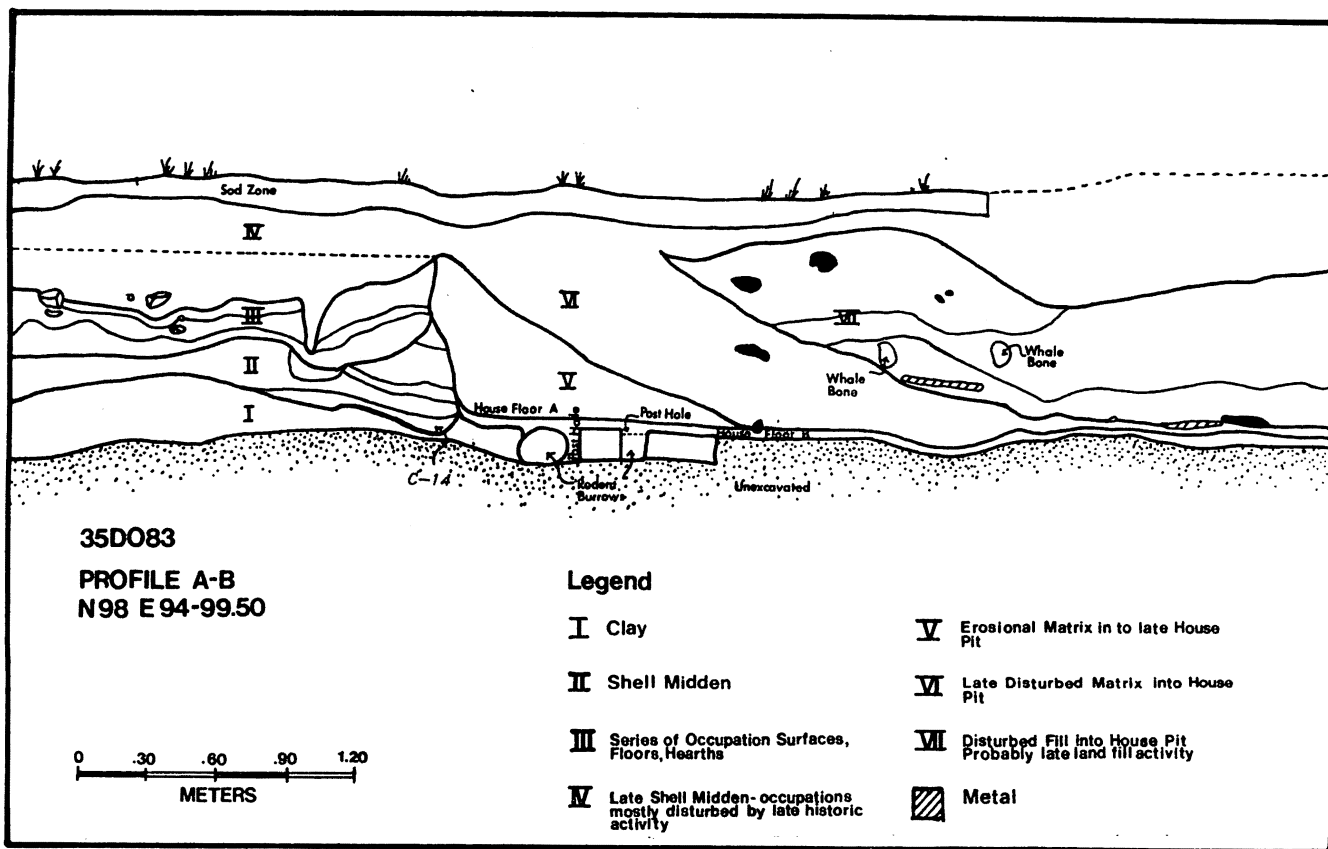 Sod Zone
IV
III
II
I
VI
V
VII
Whale
Bone
Whale
Bone
House Floor A
Post Hole
Post Hole
House Floor B
C-14
Rodent
Burrows
Unexcavated
35DO83
PROFILE A-B
N98 E94-99.50
0 .30 .60 .90 1.20
METERS
Legend
I Clay
II Shell Midden
III Series of Occupation Surfaces,
Floors, Hearths
IV Late Shell Midden-occupations
mostly disturbed by late historic
activity
V Erosional Matrix in to late House
Pit
VI Late Disturbed Matrix into House
Pit
VII Disturbed Fill into House Pit
Probably late land fill activity
Metal